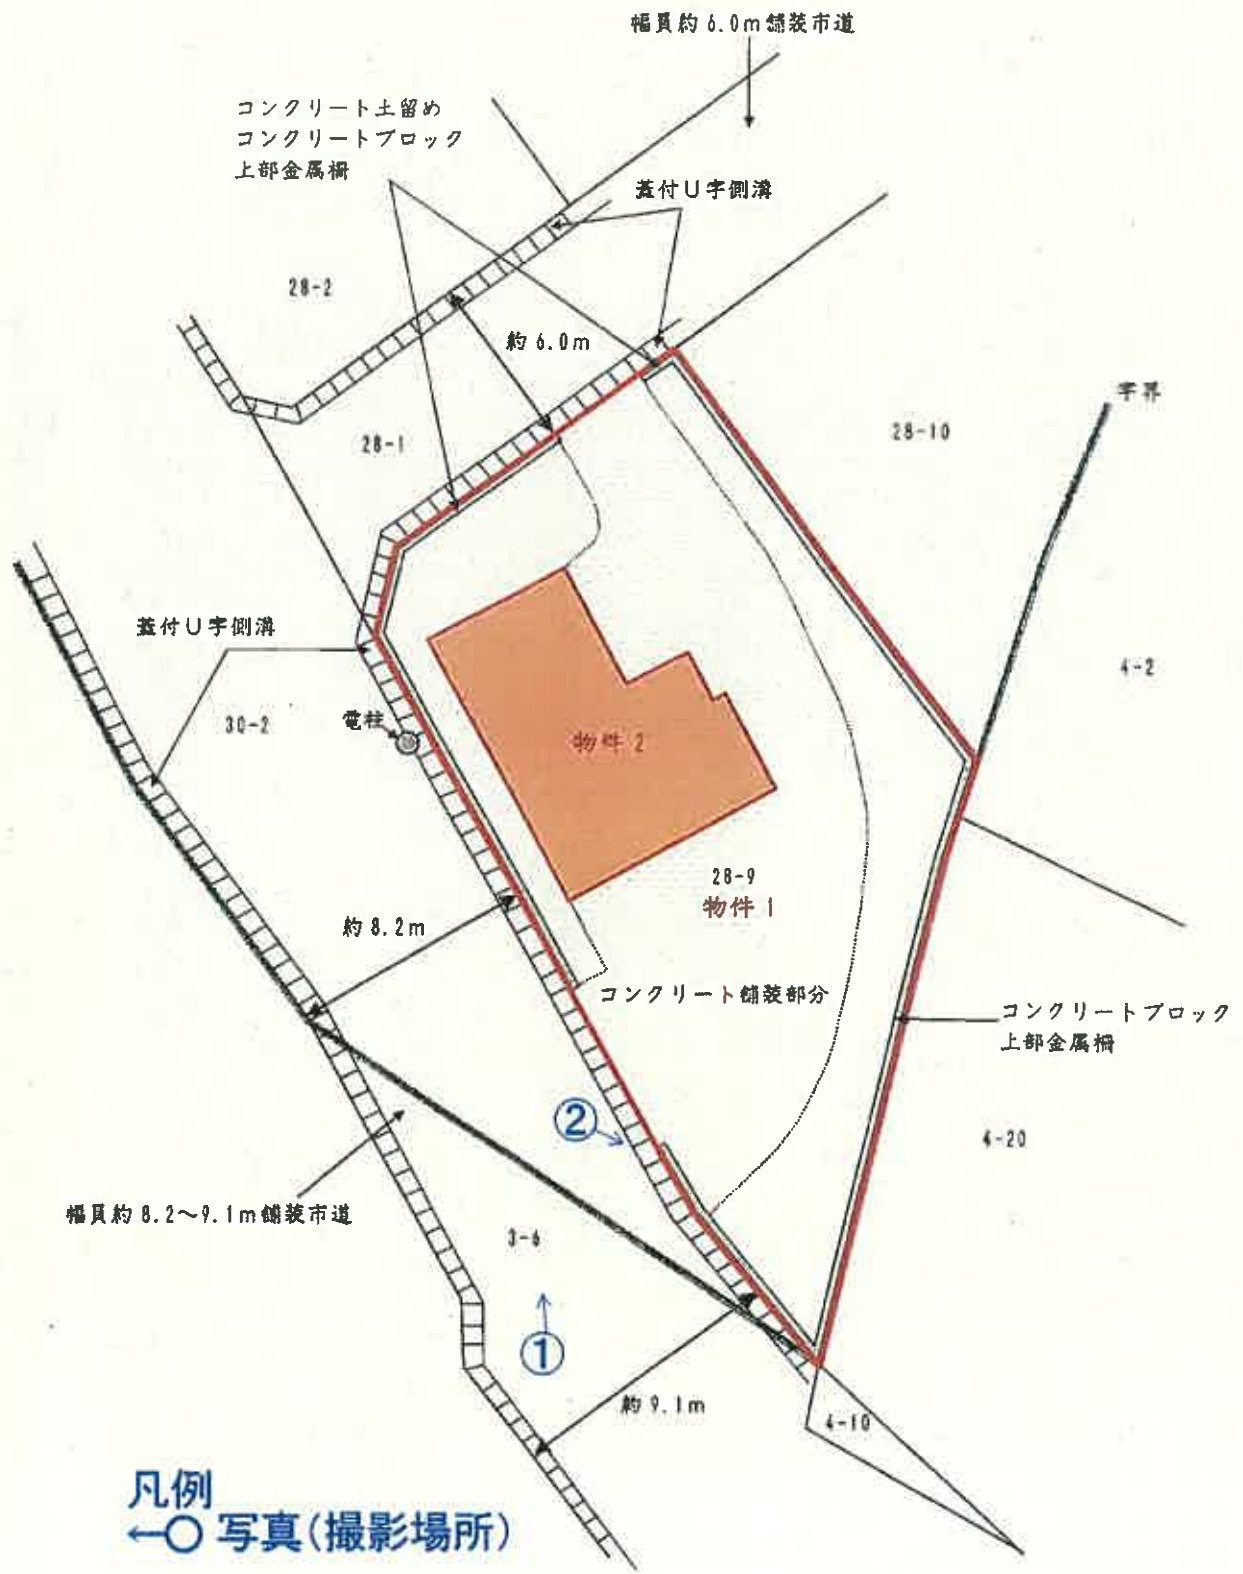 幅員約6.0m舗装市道
コンクリート土留め
コンクリートブロック
上部金属柵
蓋付U字側溝
28-2
約6.0m
字界
28-1
28-10
蓋付U字側溝
4-2
30-2
電柱
物件2
28-9
物件1
約8.2m
コンクリート舗装部分
コンクリートブロック
上部金属柵
②
4-20
幅員約8.2～9.1m舗装市道
3-6
①
約9.1m
4-10
凡例
←○ 写真(撮影場所)